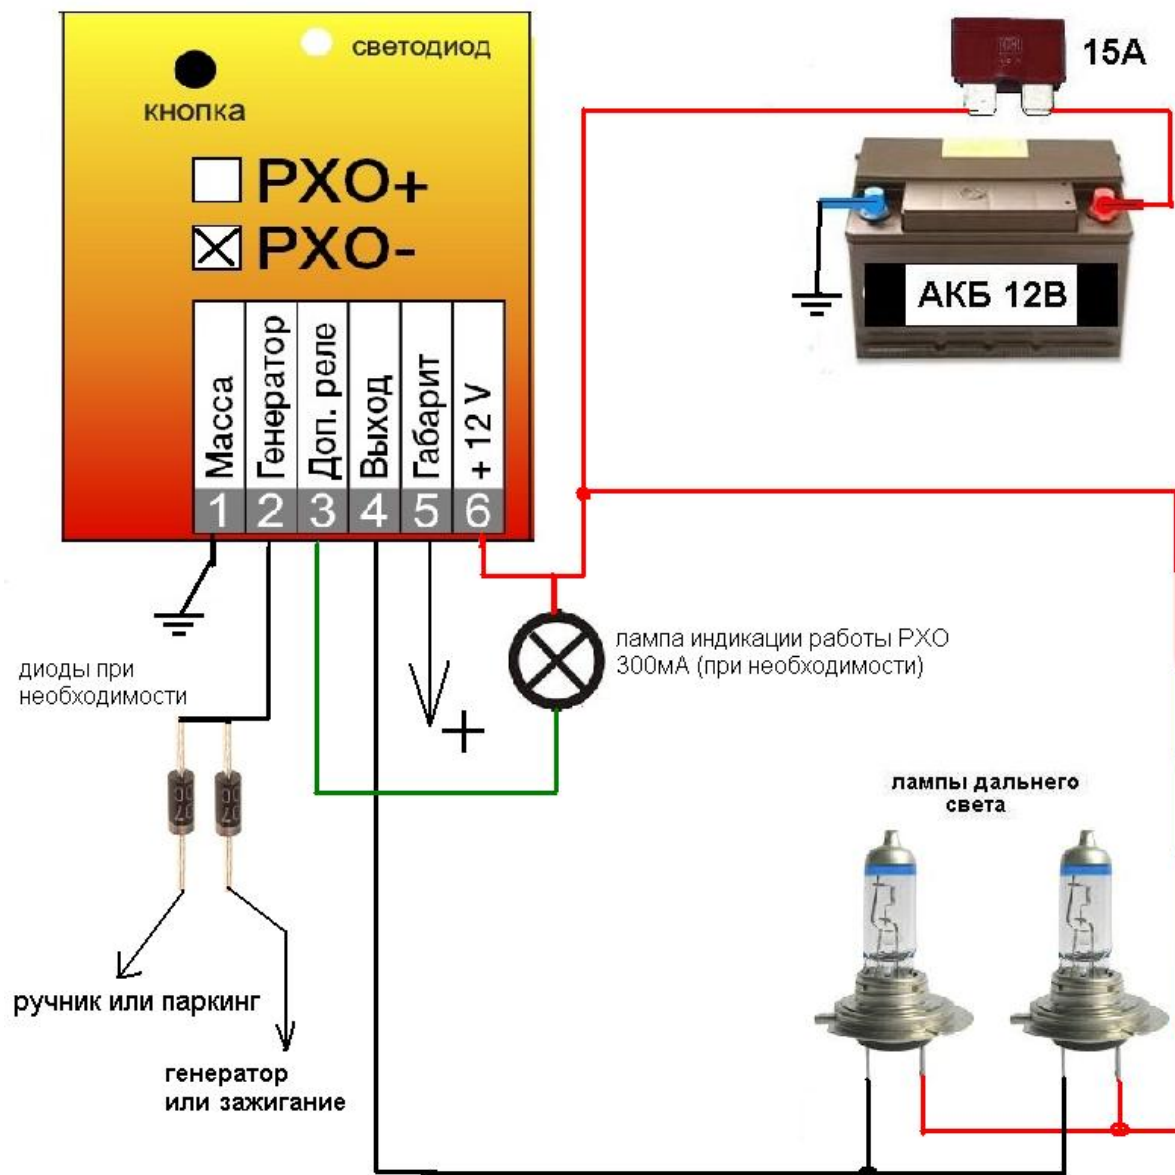 светодиод
15А
кнопка
РХО+
РХО-
АКБ 12В
Масса
Генератор
Доп. реле
Выход
Габарит
+ 12 V
1 2 3 4 5 6
лампа индикации работы РХО
300мА (при необходимости)
диоды при
необходимости
+
лампы дальнего
света
ручник или паркинг
генератор
или зажигание